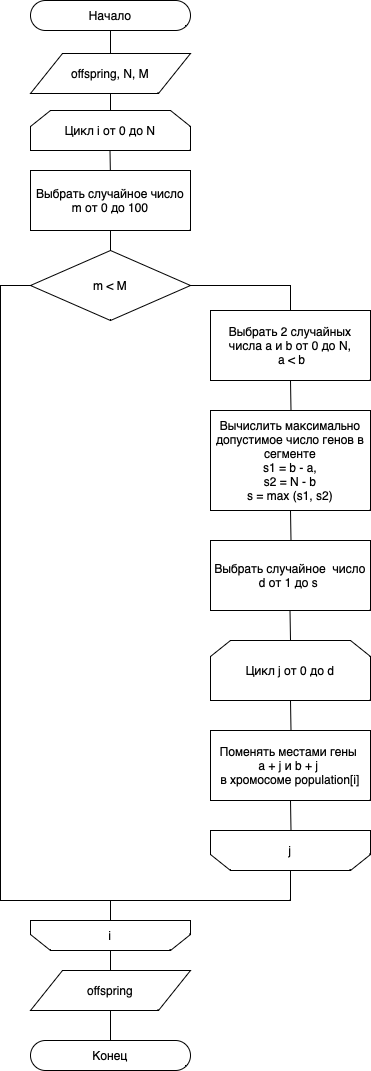 Начало
offspring, N, M
Цикл i от 0 до N
Выбрать случайное число
m от 0 до 100
m < M
Выбрать 2 случайных
числа a и b от 0 до N,
a < b
Вычислить максимально
допустимое число генов в
сегменте
s1 = b - a,
s2 = N - b
s = max (s1, s2)
Выбрать случайное число
d от 1 до s
Цикл j от 0 до d
Поменять местами гены
a + j и b + j
в хромосоме population[i]
j
i
offspring
Конец